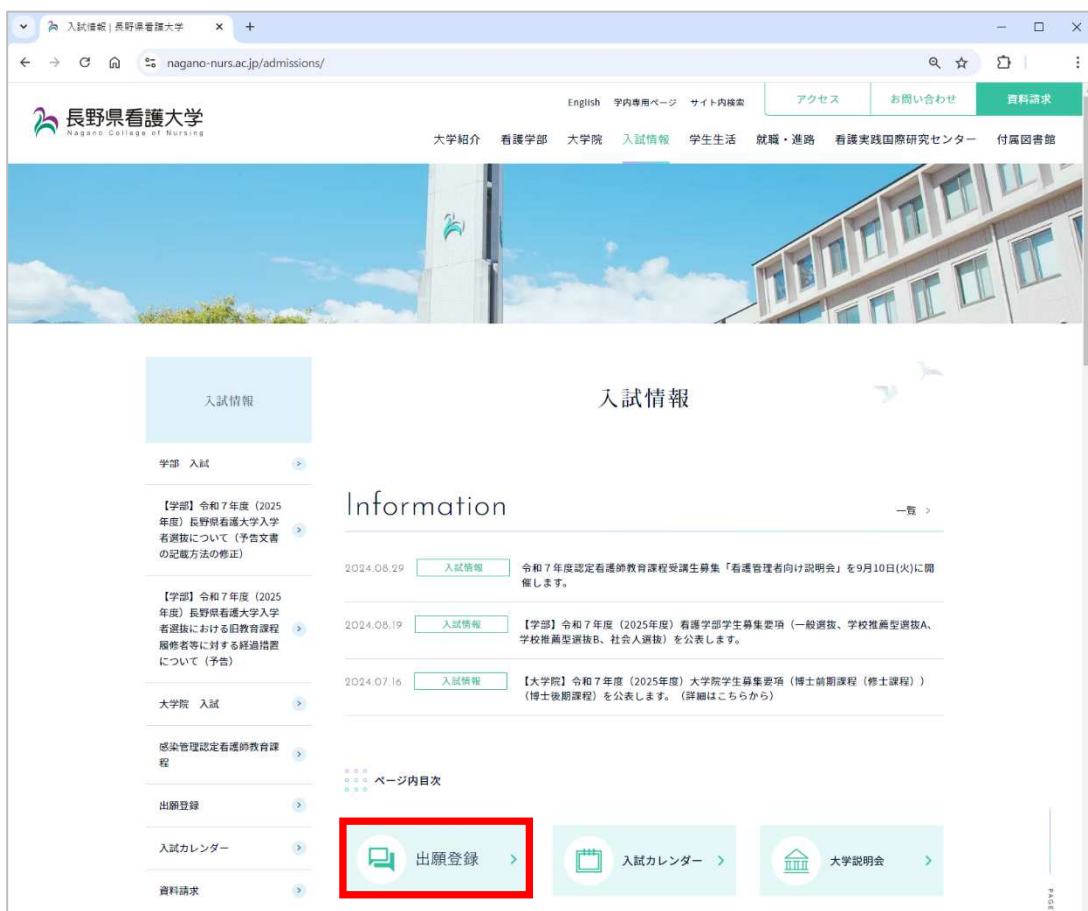 入試情報 | 長野県看護大学
nagano-nurs.ac.jp/admissions/
長野県看護大学
Nagano College of Nursing
English 学内専用ページ サイト内検索 アクセス お問い合わせ 資料請求
大学紹介 看護学部 大学院 入試情報 学生生活 就職・進路 看護実践国際研究センター 付属図書館
入試情報
学部 入試
【学部】令和７年度（2025
年度）長野県看護大学入学
者選抜について（予告文書
の記載方法の修正）
【学部】令和７年度（2025
年度）長野県看護大学入学
者選抜における旧教育課程
履修者等に対する経過措置
について（予告）
大学院 入試
感染管理認定看護師教育課
程
出願登録
入試カレンダー
資料請求
入試情報
Information
一覧
2024.08.29 入試情報 令和７年度認定看護師教育課程受講生募集「看護管理者向け説明会」を9月10日(火)に開
催します。
2024.08.19 入試情報 【学部】令和７年度（2025年度）看護学部学生募集要項（一般選抜、学校推薦型選抜A、
学校推薦型選抜B、社会人選抜）を公表します。
2024.07.16 入試情報 【大学院】令和７年度（2025年度）大学院学生募集要項（博士前期課程（修士課程））
（博士後期課程）を公表します。（詳細はこちらから）
ページ内目次
出願登録
入試カレンダー
大学説明会
PAGE